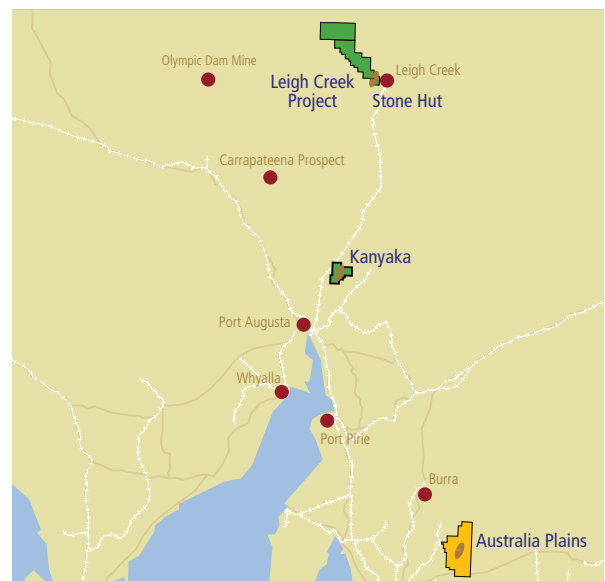 Olympic Dam Mine
Leigh Creek
Leigh Creek
Project
Stone Hut
Carrapateena Prospect
Kanyaka
Port Augusta
Whyalla
Port Pirie
Burra
Australia Plains